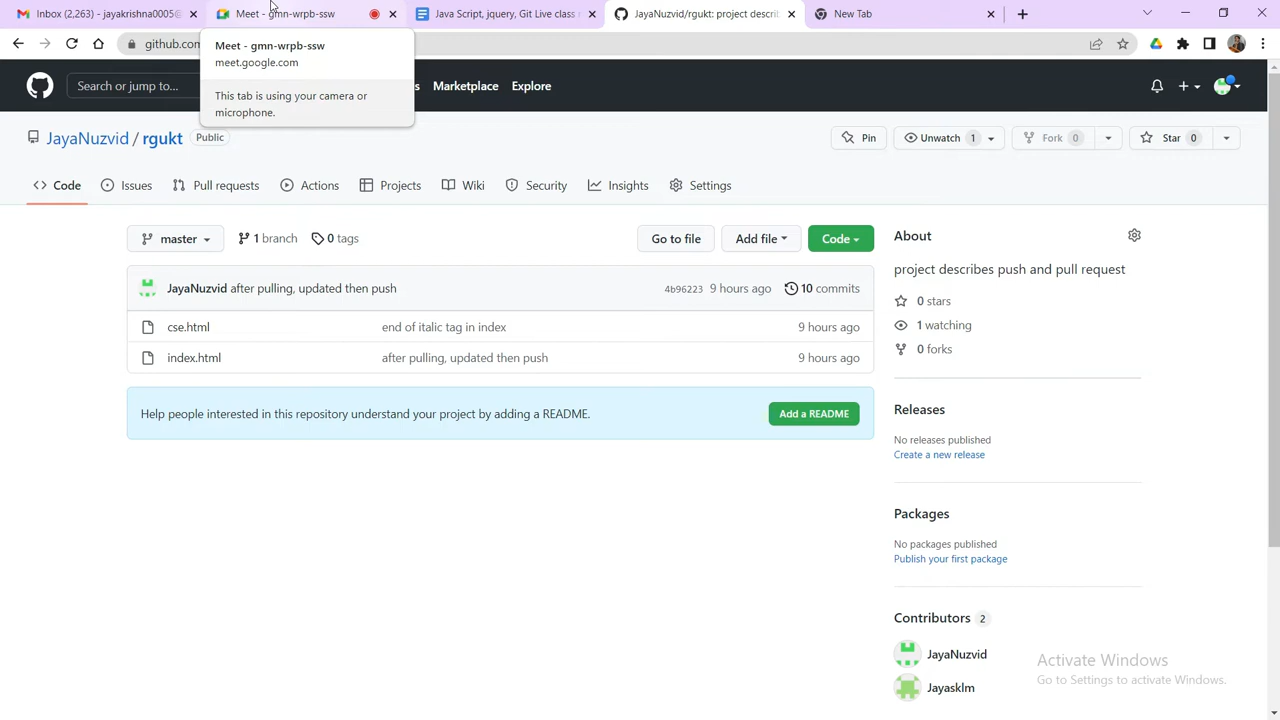 Inbox (2,263) - jayakrishna0005@
Meet - gmn-wrpb-ssw
Java Script, jquery, Git Live class
JayaNuzvid/rgukt: project descri
New Tab
github.com
Meet - gmn-wrpb-ssw
meet.google.com
This tab is using your camera or
microphone.
Search or jump to...
Marketplace
Explore
JayaNuzvid / rgukt
Public
Pin
Unwatch 1
Fork 0
Star 0
Code
Issues
Pull requests
Actions
Projects
Wiki
Security
Insights
Settings
master
1 branch
0 tags
Go to file
Add file
Code
JayaNuzvid after pulling, updated then push
4b96223 9 hours ago
10 commits
cse.html
end of italic tag in index
9 hours ago
index.html
after pulling, updated then push
9 hours ago
Help people interested in this repository understand your project by adding a README.
Add a README
About
project describes push and pull request
0 stars
1 watching
0 forks
Releases
No releases published
Create a new release
Packages
No packages published
Publish your first package
Contributors 2
JayaNuzvid
Jayasklm
Activate Windows
Go to Settings to activate Windows.